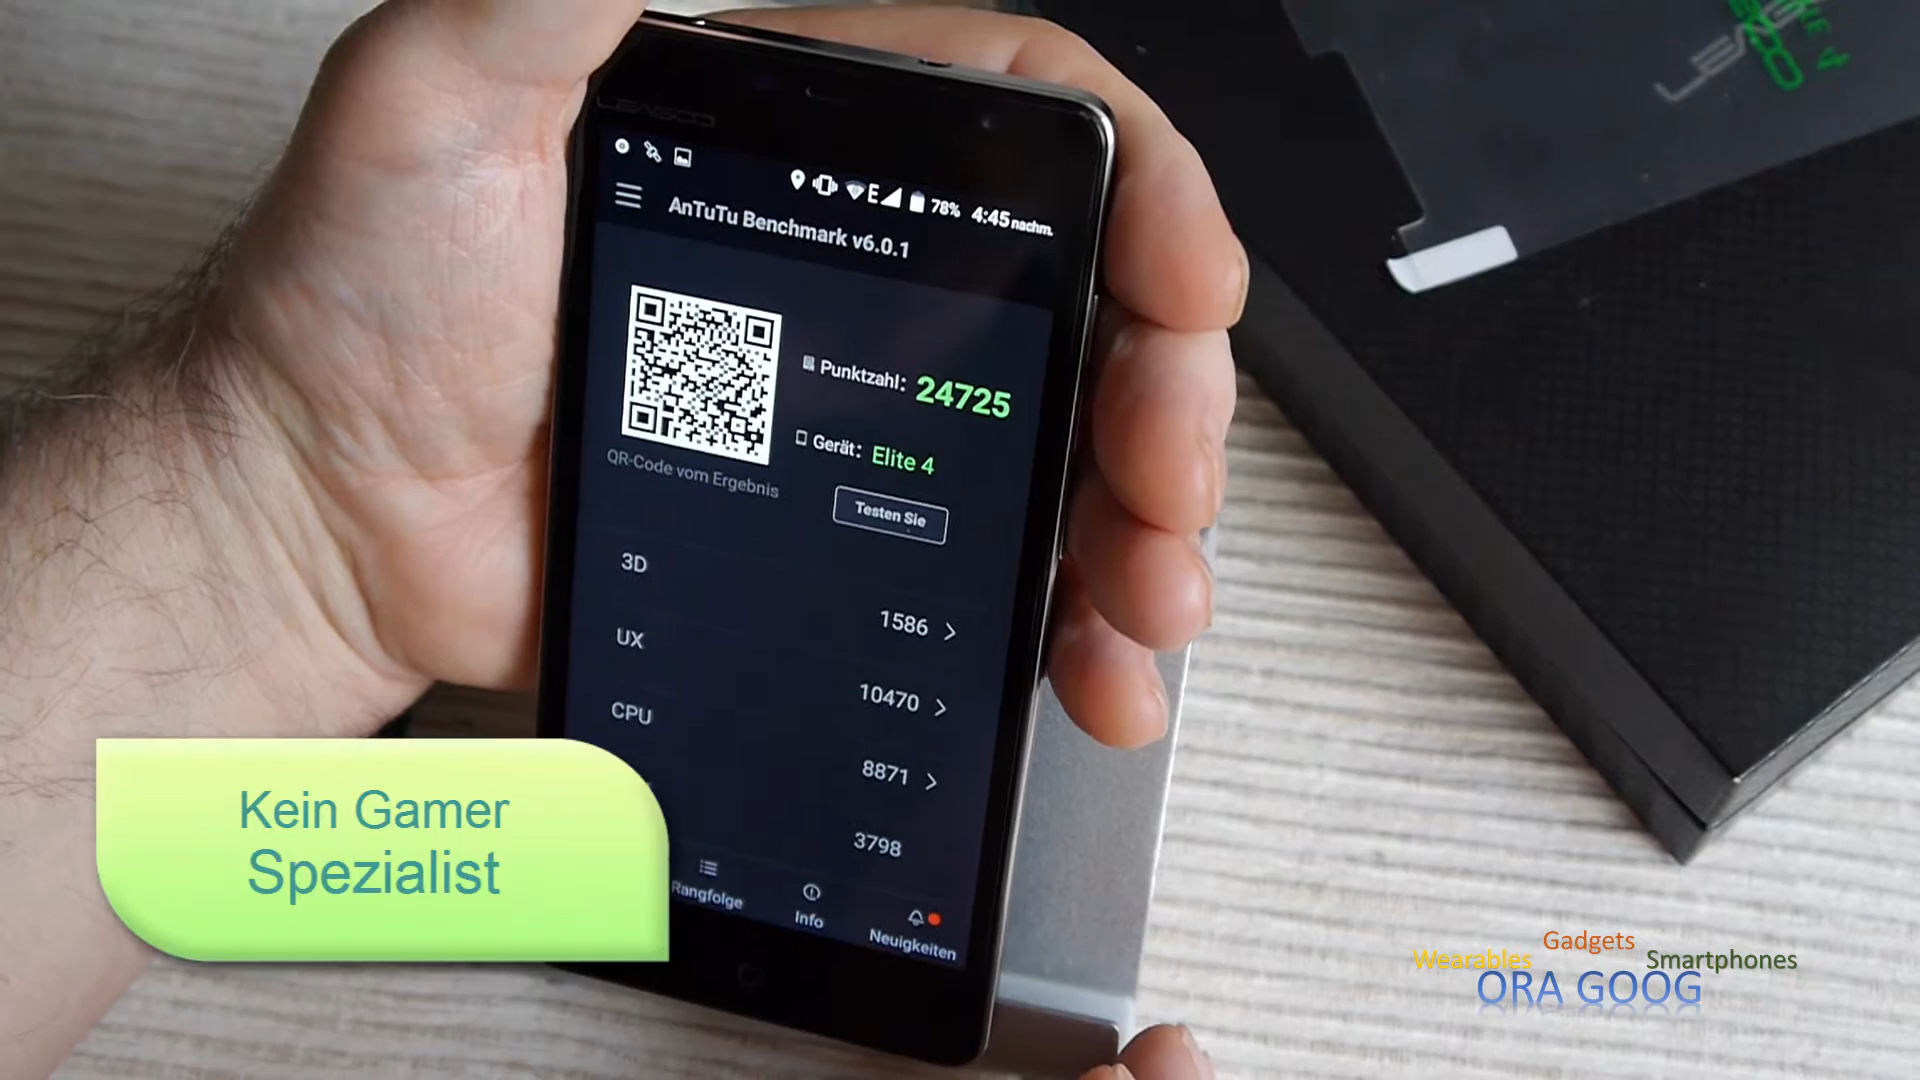 LEAGOO
E 78% 4:45 nachm.
AnTuTu Benchmark v6.0.1
Punktzahl: 24725
Gerät: Elite 4
QR-Code vom Ergebnis
Testen Sie
3D
1586
UX
10470
CPU
8871
3798
Rangfolge
Info
Neuigkeiten
Kein Gamer
Spezialist
Gadgets
Wearables Smartphones
ORA GOOG